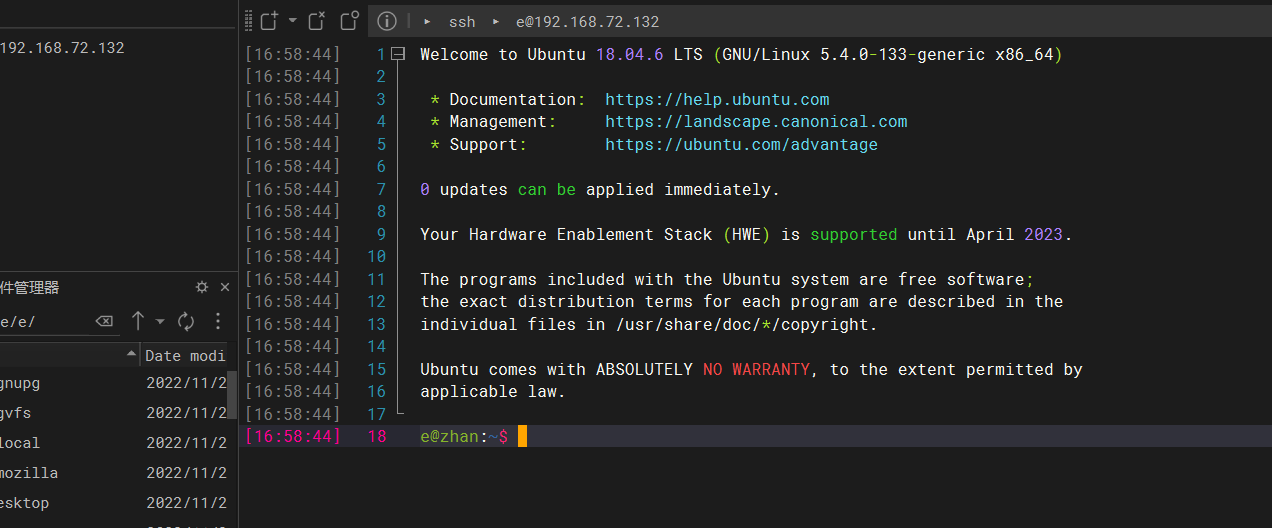 ssh e@192.168.72.132
192.168.72.132
[16:58:44] 1 Welcome to Ubuntu 18.04.6 LTS (GNU/Linux 5.4.0-133-generic x86_64)
[16:58:44] 2
[16:58:44] 3 * Documentation: https://help.ubuntu.com
[16:58:44] 4 * Management: https://landscape.canonical.com
[16:58:44] 5 * Support: https://ubuntu.com/advantage
[16:58:44] 6
[16:58:44] 7 0 updates can be applied immediately.
[16:58:44] 8
[16:58:44] 9 Your Hardware Enablement Stack (HWE) is supported until April 2023.
[16:58:44] 10
[16:58:44] 11 The programs included with the Ubuntu system are free software;
[16:58:44] 12 the exact distribution terms for each program are described in the
[16:58:44] 13 individual files in /usr/share/doc/*/copyright.
[16:58:44] 14
[16:58:44] 15 Ubuntu comes with ABSOLUTELY NO WARRANTY, to the extent permitted by
[16:58:44] 16 applicable law.
[16:58:44] 17
[16:58:44] 18 e@zhan:~$
件管理器
e/e/
Date modi
gnupg 2022/11/2
gvfs 2022/11/2
local 2022/11/2
mozilla 2022/11/2
esktop 2022/11/2